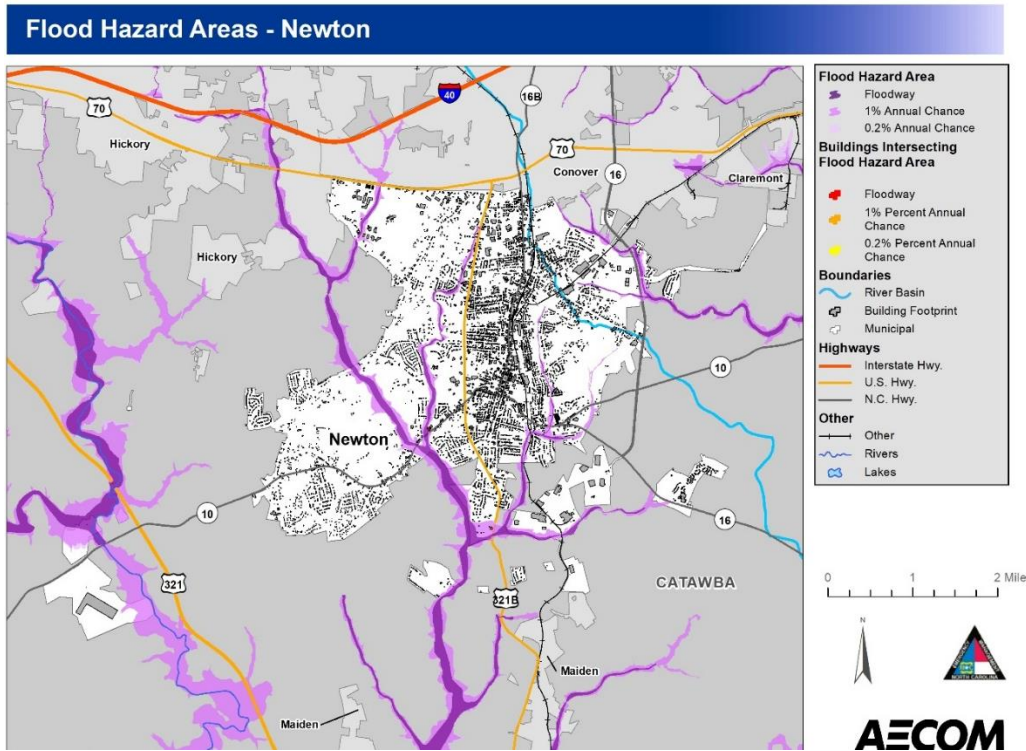 Flood Hazard Areas - Newton
70
40
16B
70
Hickory
Conover
16
Claremont
Hickory
10
Newton
10
16
321
CATAWBA
321B
Maiden
Maiden
Flood Hazard Area
Floodway
1% Annual Chance
0.2% Annual Chance
Buildings Intersecting
Flood Hazard Area
Floodway
1% Percent Annual
Chance
0.2% Percent Annual
Chance
Boundaries
River Basin
Building Footprint
Municipal
Highways
Interstate Hwy.
U.S. Hwy.
N.C. Hwy.
Other
Other
Rivers
Lakes
0 1 2 Mile
N
NORTH CAROLINA
AECOM